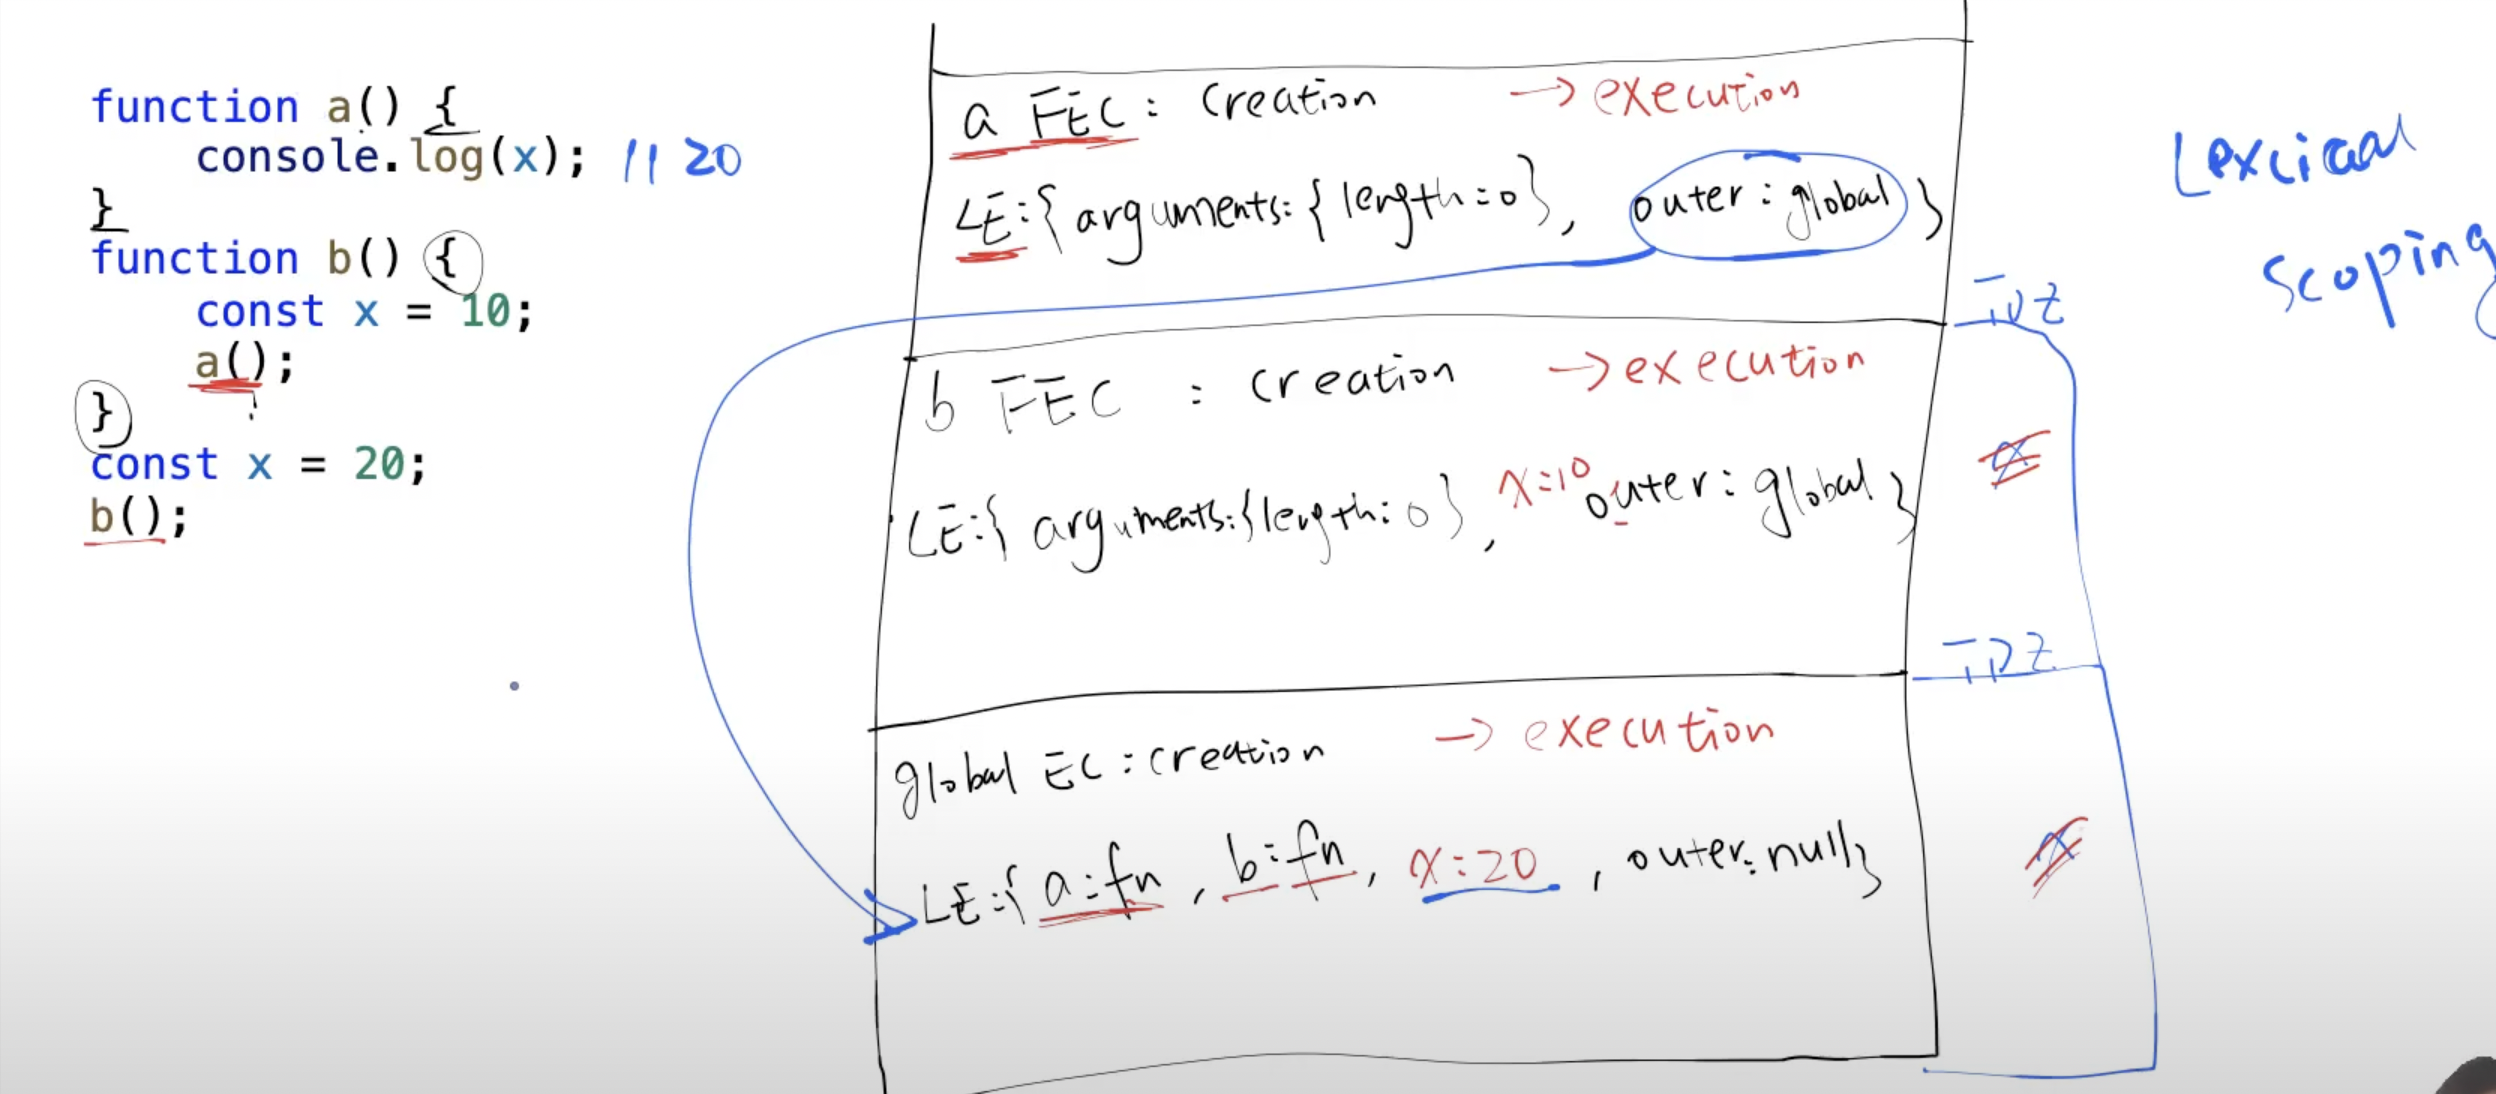 function a() {
console.log(x); // 20
}
function b() {
const x = 10;
a();
}
const x = 20;
b();
a FEC : creation → execution
LE:{ arguments: { length:0}, outer : global }
TDZ
b FEC : creation → execution
x
LE:{ arguments:{length: 0}, x:10 outer: global }
TDZ
global EC : creation → execution
x
LE:{ a:fn, b:fn, x:20, outer:null}
Lexcical
Scoping